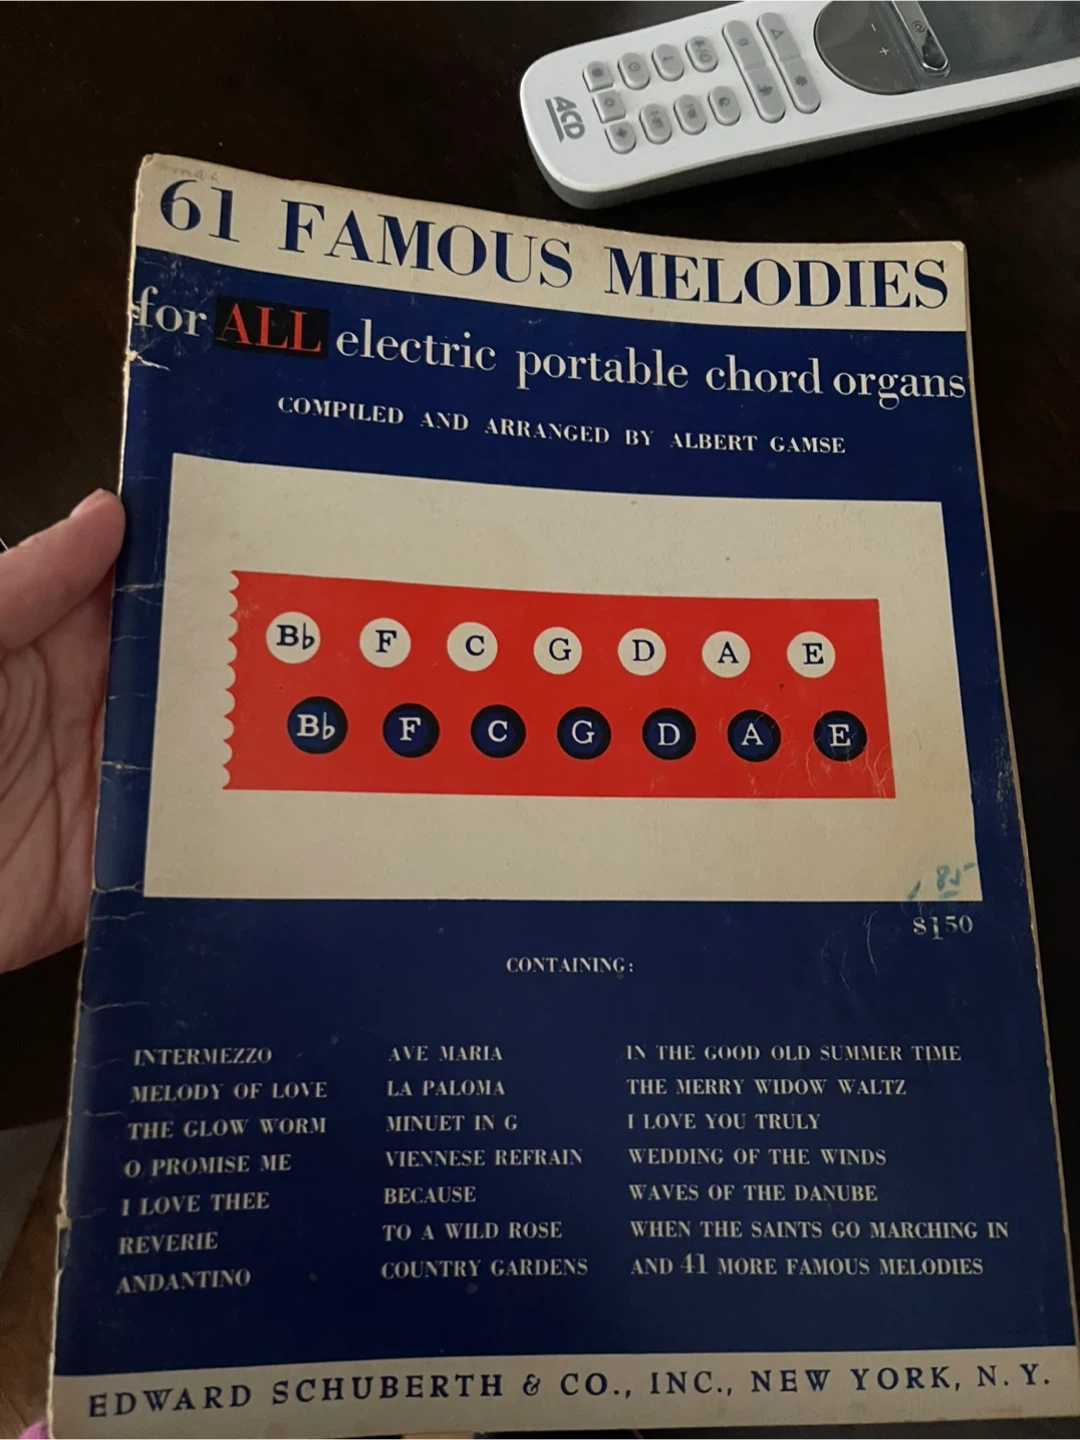 ACD
61 FAMOUS MELODIES
for ALL electric portable chord organs
COMPILED AND ARRANGED BY ALBERT GAMSE
B♭ F C G D A E
B♭ F C G D A E
85
$150
CONTAINING:
INTERMEZZO
MELODY OF LOVE
THE GLOW WORM
O PROMISE ME
I LOVE THEE
REVERIE
ANDANTINO
AVE MARIA
LA PALOMA
MINUET IN G
VIENNESE REFRAIN
BECAUSE
TO A WILD ROSE
COUNTRY GARDENS
IN THE GOOD OLD SUMMER TIME
THE MERRY WIDOW WALTZ
I LOVE YOU TRULY
WEDDING OF THE WINDS
WAVES OF THE DANUBE
WHEN THE SAINTS GO MARCHING IN
AND 41 MORE FAMOUS MELODIES
EDWARD SCHUBERTH & CO., INC., NEW YORK, N. Y.